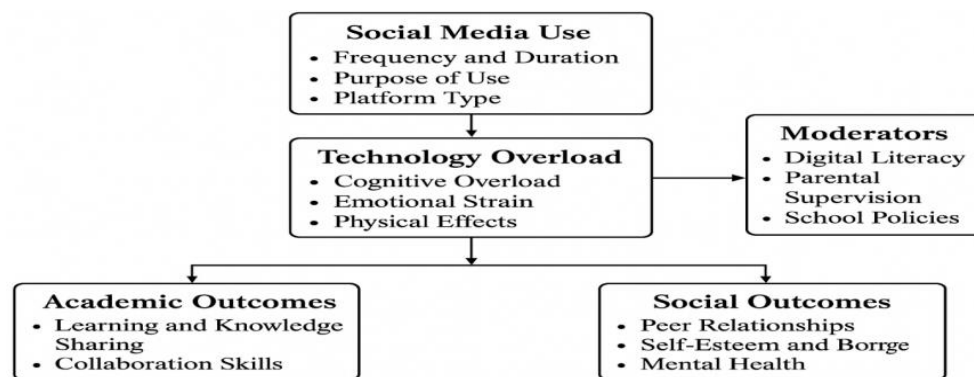 Social Media Use
• Frequency and Duration
• Purpose of Use
• Platform Type
Technology Overload
• Cognitive Overload
• Emotional Strain
• Physical Effects
Moderators
• Digital Literacy
• Parental
Supervision
• School Policies
Academic Outcomes
• Learning and Knowledge
Sharing
• Collaboration Skills
Social Outcomes
• Peer Relationships
• Self-Esteem and Borrge
• Mental Health